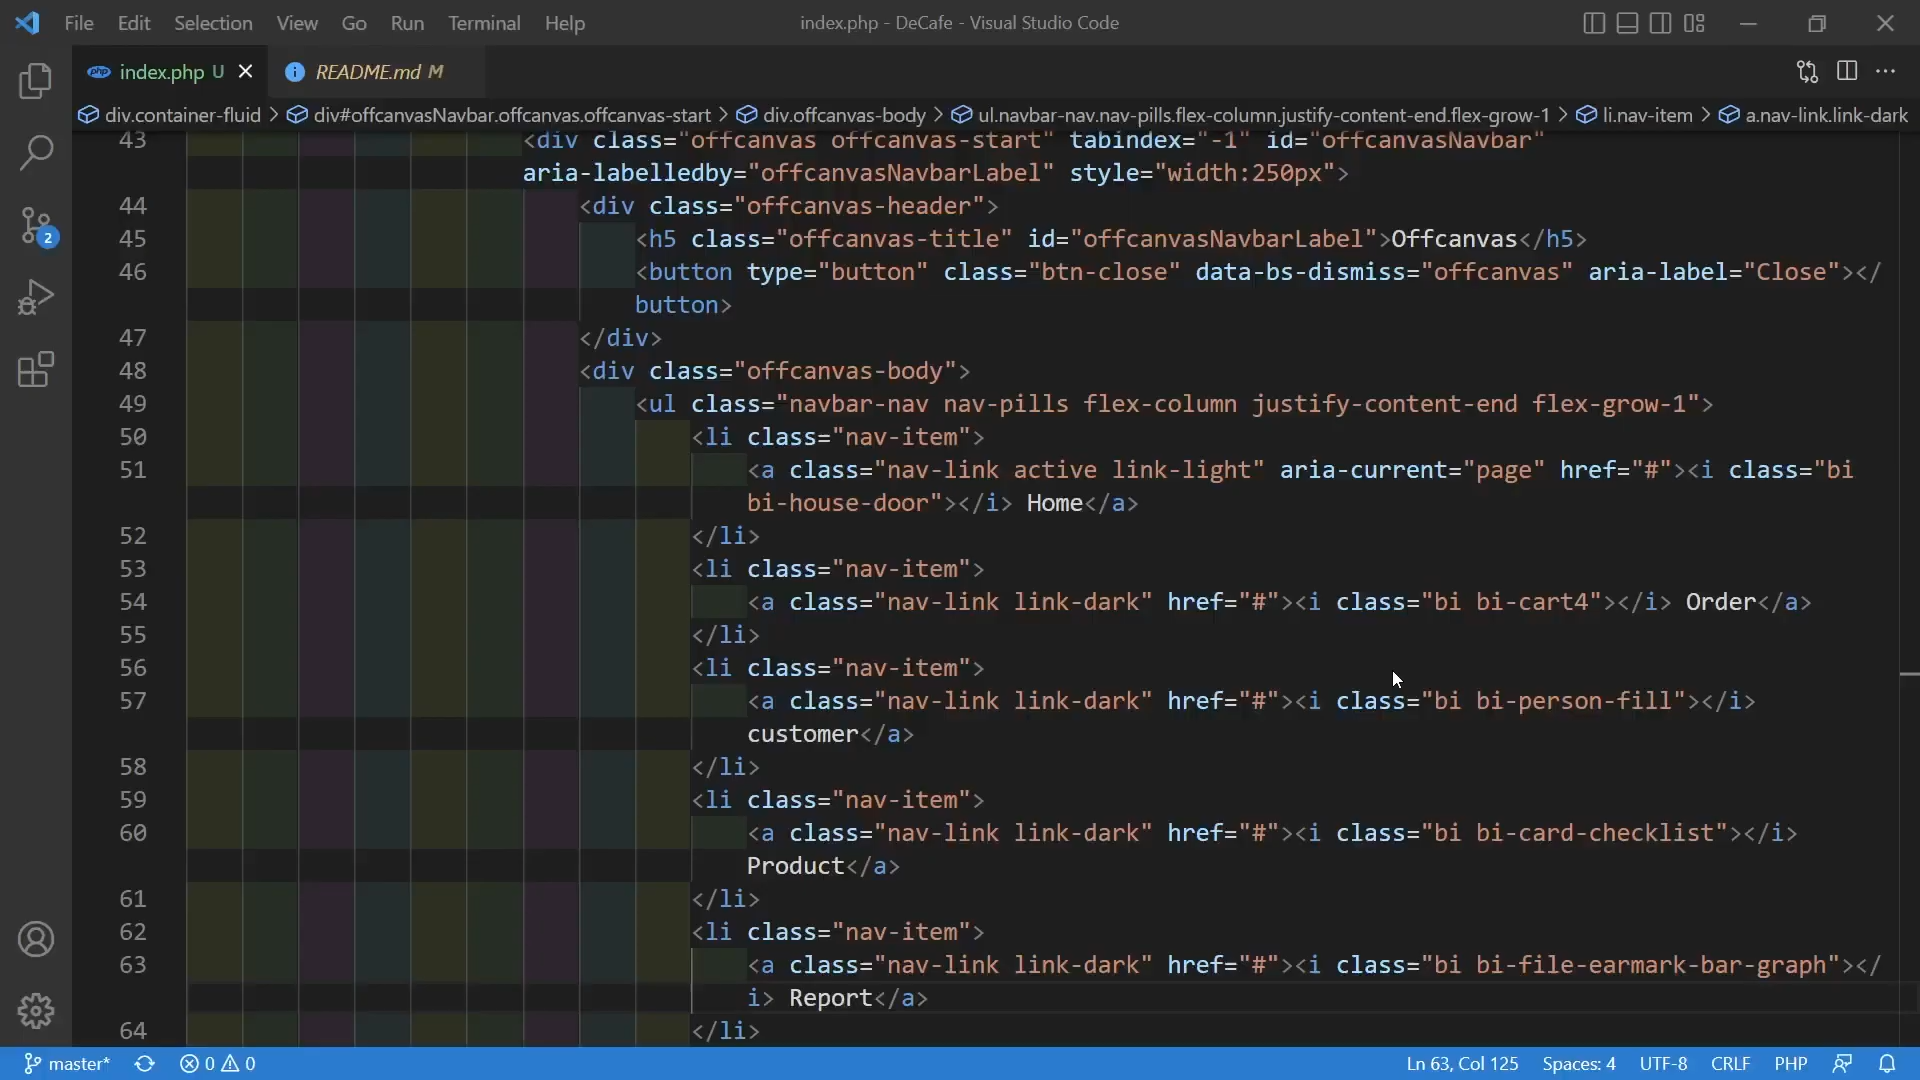 File Edit Selection View Go Run Terminal Help index.php - DeCafe - Visual Studio Code
php index.php U README.md M
div.container-fluid > div#offcanvasNavbar.offcanvas.offcanvas-start > div.offcanvas-body > ul.navbar-nav.nav-pills.flex-column.justify-content-end.flex-grow-1 > li.nav-item > a.nav-link.link-dark
43 <div class="offcanvas offcanvas-start" tabindex="-1" id="offcanvasNavbar"
aria-labelledby="offcanvasNavbarLabel" style="width:250px">
44 <div class="offcanvas-header">
45 <h5 class="offcanvas-title" id="offcanvasNavbarLabel">Offcanvas</h5>
46 <button type="button" class="btn-close" data-bs-dismiss="offcanvas" aria-label="Close"></
button>
47 </div>
48 <div class="offcanvas-body">
49 <ul class="navbar-nav nav-pills flex-column justify-content-end flex-grow-1">
50 <li class="nav-item">
51 <a class="nav-link active link-light" aria-current="page" href="#"><i class="bi
bi-house-door"></i> Home</a>
52 </li>
53 <li class="nav-item">
54 <a class="nav-link link-dark" href="#"><i class="bi bi-cart4"></i> Order</a>
55 </li>
56 <li class="nav-item">
57 <a class="nav-link link-dark" href="#"><i class="bi bi-person-fill"></i>
customer</a>
58 </li>
59 <li class="nav-item">
60 <a class="nav-link link-dark" href="#"><i class="bi bi-card-checklist"></i>
Product</a>
61 </li>
62 <li class="nav-item">
63 <a class="nav-link link-dark" href="#"><i class="bi bi-file-earmark-bar-graph"></
i> Report</a>
64 </li>
2
master* 0 0 Ln 63, Col 125 Spaces: 4 UTF-8 CRLF PHP